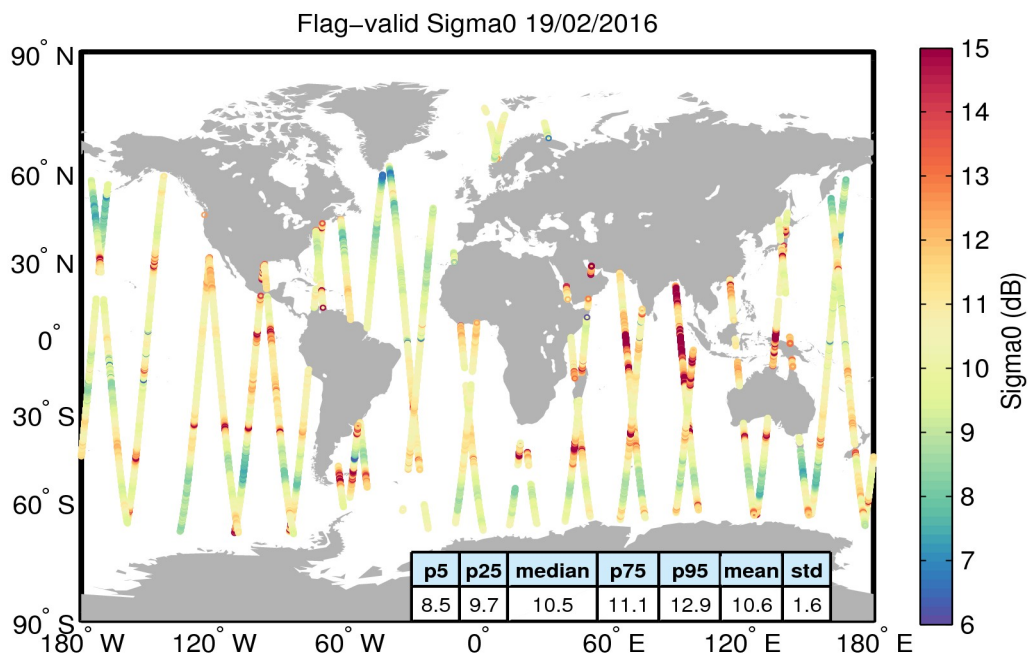 Flag−valid Sigma0 19/02/2016
90° N
60° N
30° N
0°
30° S
60° S
90° S
180° W
120° W
60° W
0°
60° E
120° E
180° E
p5 p25 median p75 p95 mean std
8.5 9.7 10.5 11.1 12.9 10.6 1.6
15
14
13
12
11
10
9
8
7
6
Sigma0 (dB)